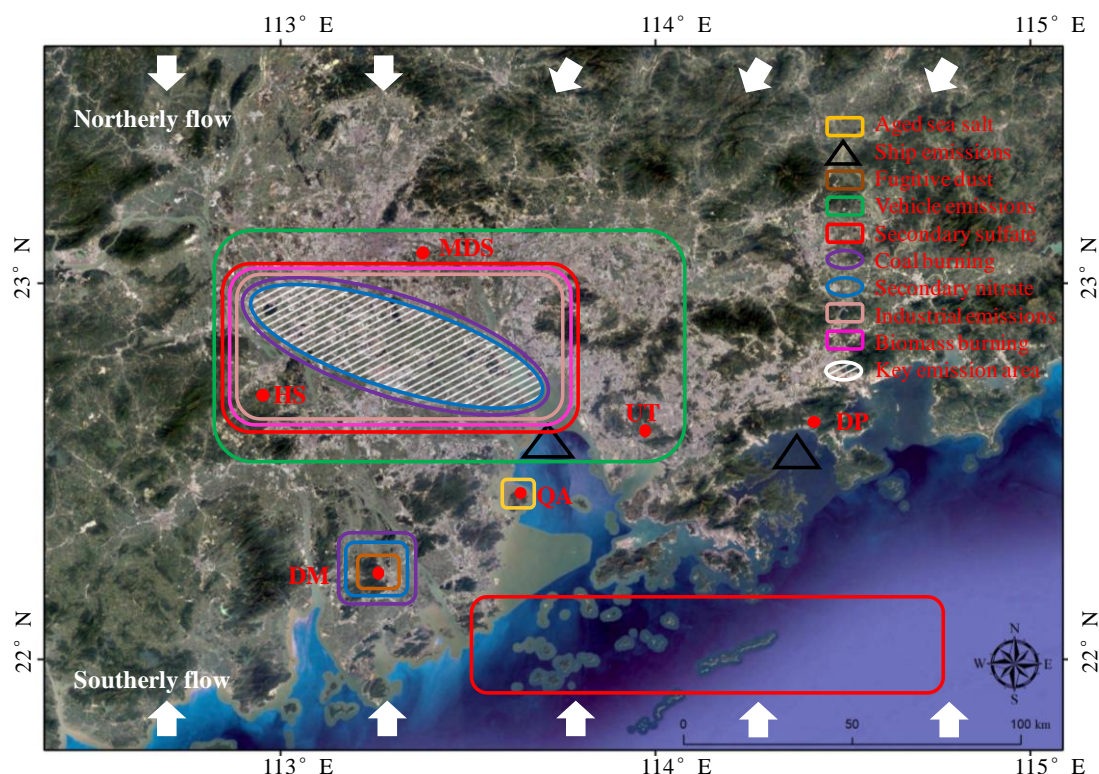 113° E
114° E
115° E
Northerly flow
Aged sea salt
Ship emissions
Fugitive dust
Vehicle emissions
Secondary sulfate
Coal burning
Secondary nitrate
Industrial emissions
Biomass burning
Key emission area
23° N
23° N
MDS
HS
UT
DP
QA
DM
22° N
22° N
N
W
E
S
Southerly flow
0
50
100 km
113° E
114° E
115° E